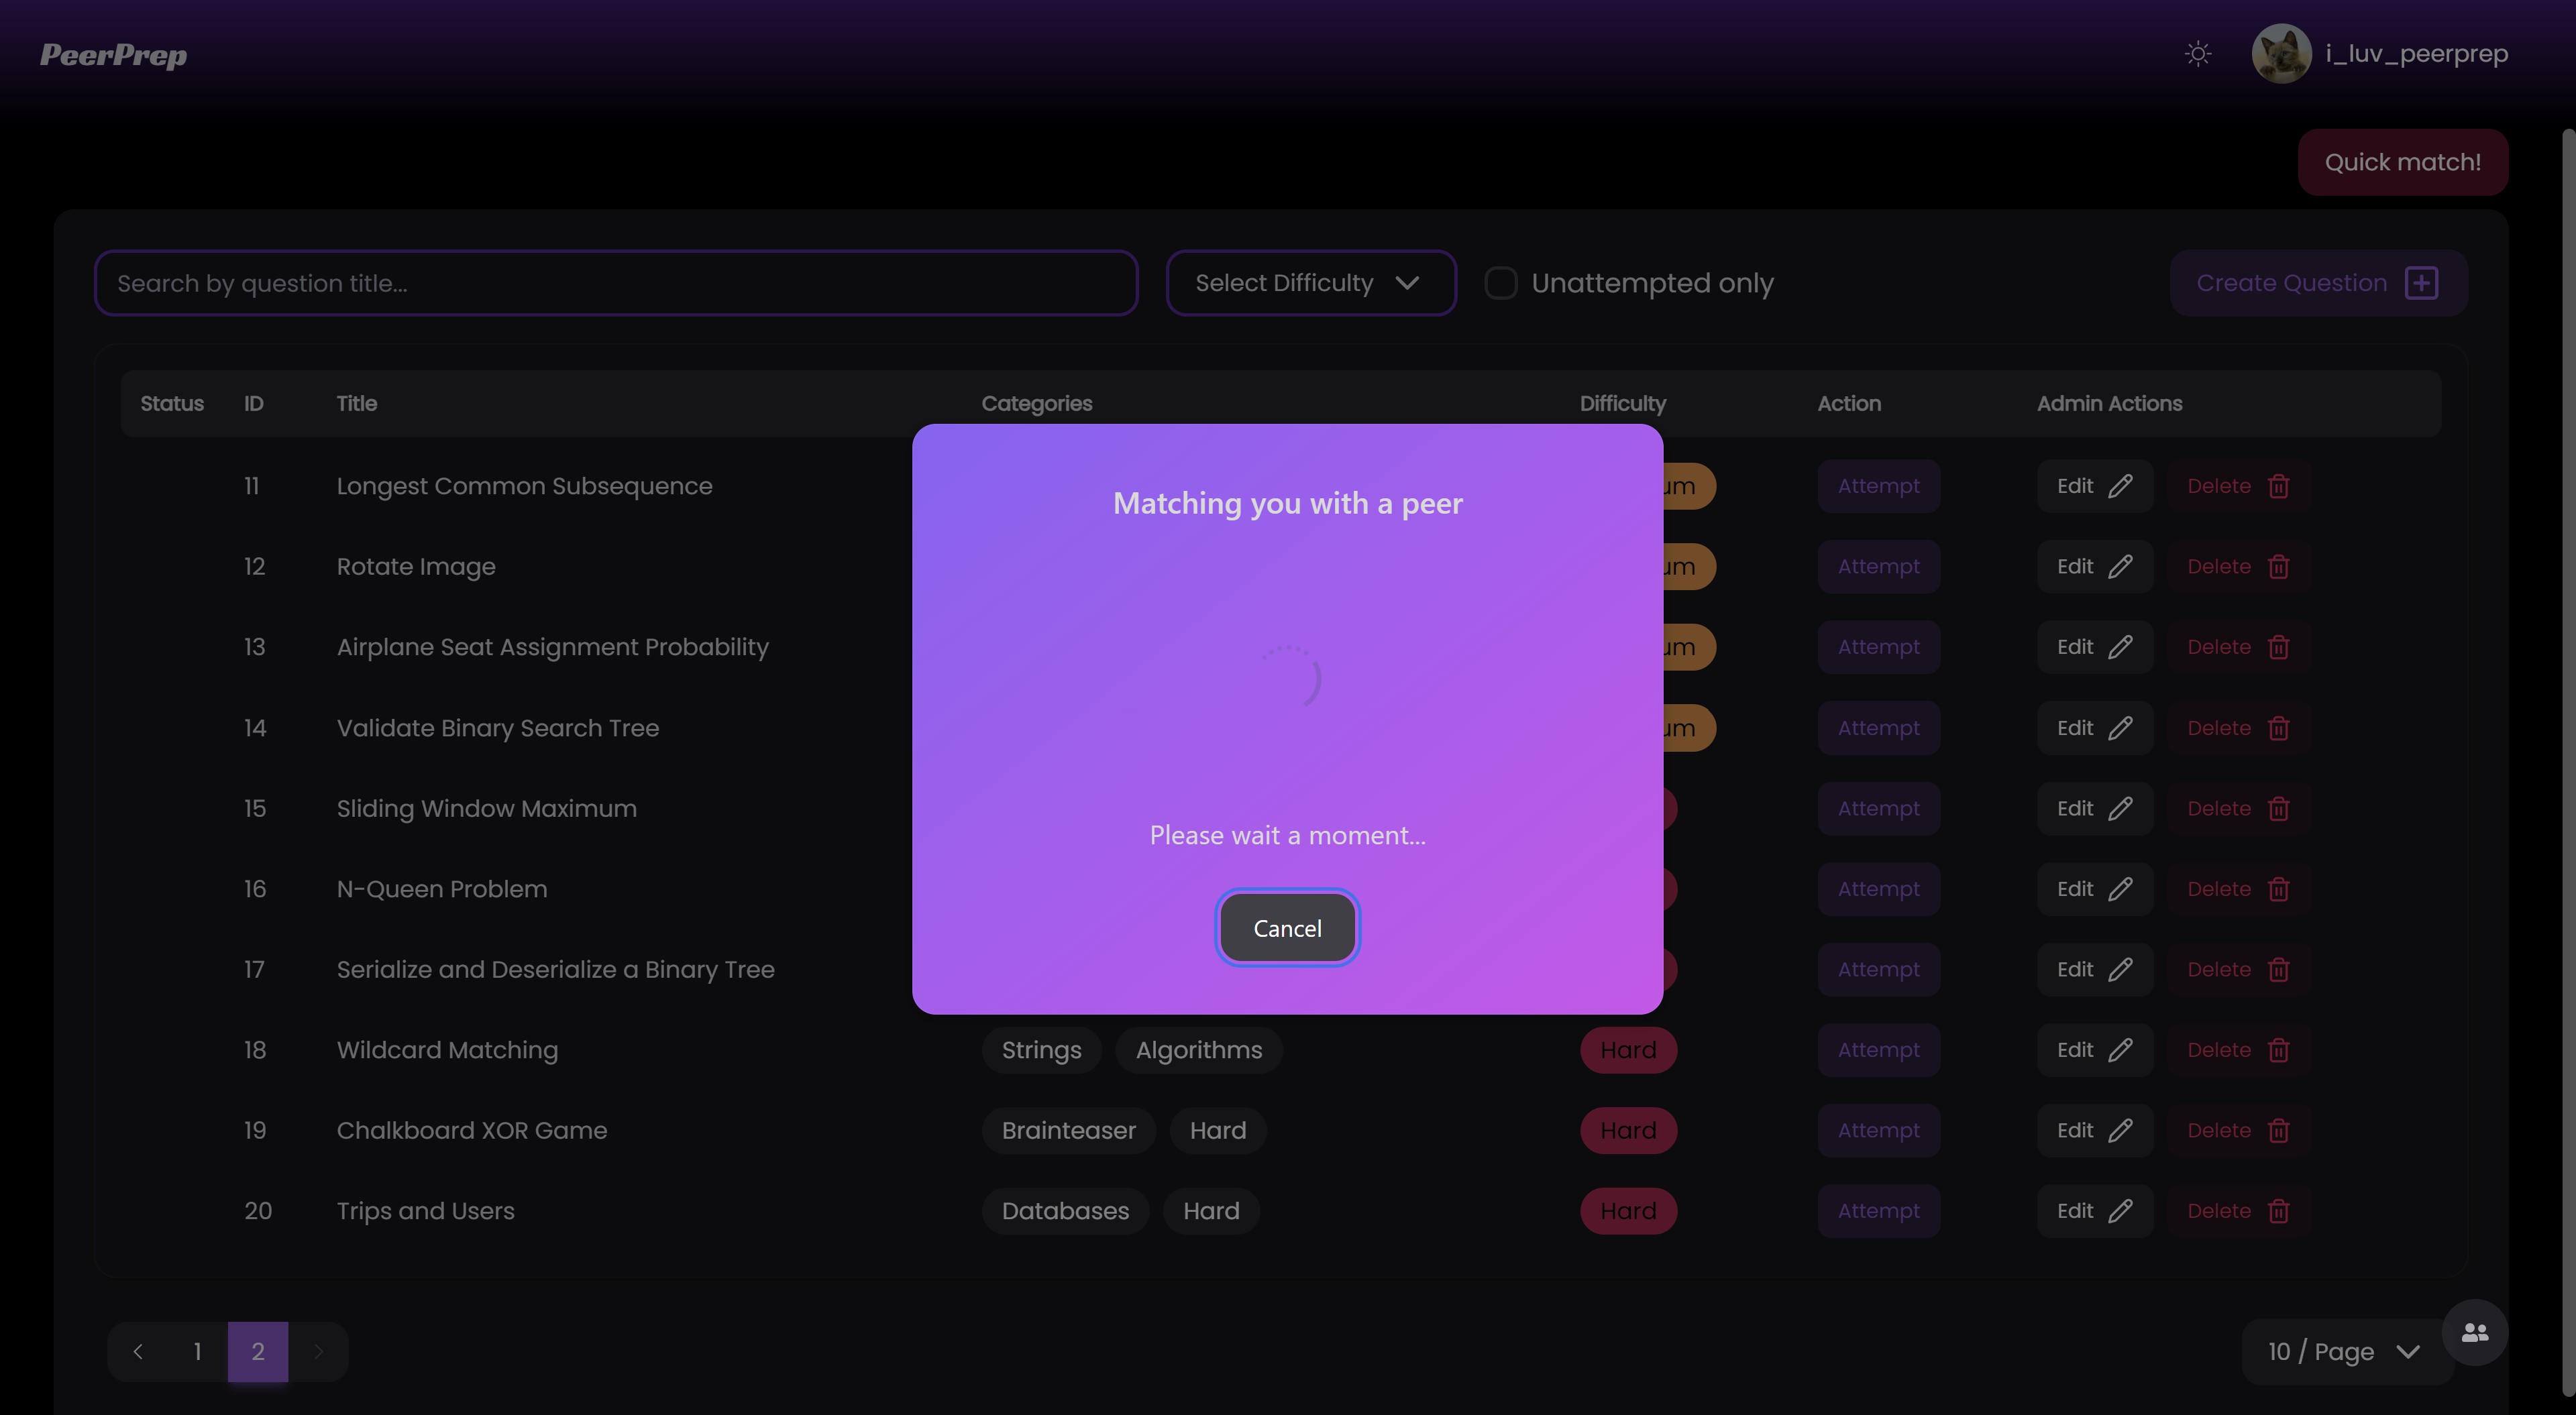 PeerPrep
i_luv_peerprep
Quick match!
Search by question title...
Select Difficulty
Unattempted only
Create Question
Status ID Title Categories Difficulty Action Admin Actions
Matching you with a peer
Please wait a moment...
Cancel
11 Longest Common Subsequence um Attempt Edit Delete
12 Rotate Image um Attempt Edit Delete
13 Airplane Seat Assignment Probability um Attempt Edit Delete
14 Validate Binary Search Tree um Attempt Edit Delete
15 Sliding Window Maximum Attempt Edit Delete
16 N-Queen Problem Attempt Edit Delete
17 Serialize and Deserialize a Binary Tree Attempt Edit Delete
18 Wildcard Matching Strings Algorithms Hard Attempt Edit Delete
19 Chalkboard XOR Game Brainteaser Hard Hard Attempt Edit Delete
20 Trips and Users Databases Hard Hard Attempt Edit Delete
1 2
10 / Page